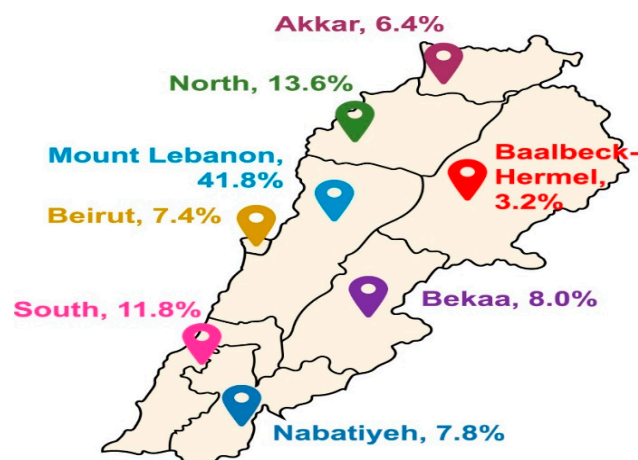 Akkar, 6.4%
North, 13.6%
Mount Lebanon,
41.8%
Baalbeck-
Hermel,
3.2%
Beirut, 7.4%
Bekaa, 8.0%
South, 11.8%
Nabatiyeh, 7.8%